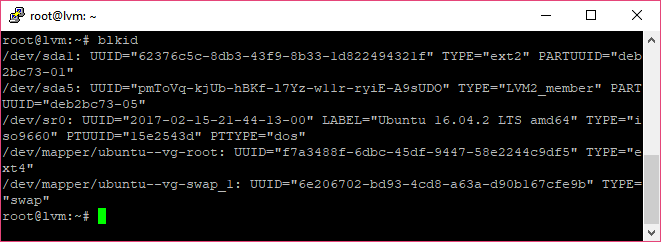 root@lvm: ~
root@lvm:~# blkid
/dev/sda1: UUID="62376c5c-8db3-43f9-8b33-1d822494321f" TYPE="ext2" PARTUUID="deb
2bc73-01"
/dev/sda5: UUID="pmToVq-kjUb-hBKf-l7Yz-w11r-ryiE-A9sUDO" TYPE="LVM2_member" PART
UUID="deb2bc73-05"
/dev/sr0: UUID="2017-02-15-21-44-13-00" LABEL="Ubuntu 16.04.2 LTS amd64" TYPE="i
so9660" PTUUID="15e2543d" PTTYPE="dos"
/dev/mapper/ubuntu--vg-root: UUID="f7a3488f-6dbc-45df-9447-58e2244c9df5" TYPE="e
xt4"
/dev/mapper/ubuntu--vg-swap_1: UUID="6e206702-bd93-4cd8-a63a-d90b167cfe9b" TYPE=
"swap"
root@lvm:~#